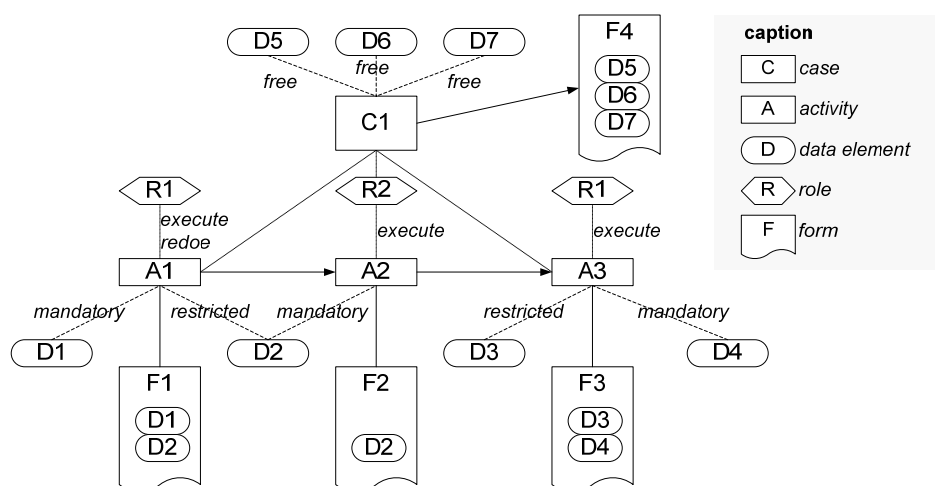 D5 D6 D7
free free free
C1
F4
D5
D6
D7
caption
C case
A activity
D data element
R role
F form
R1 R2 R1
execute
redoe
execute
execute
A1 A2 A3
mandatory restricted mandatory restricted mandatory
D1 D2 D3 D4
F1
D1
D2
F2
D2
F3
D3
D4